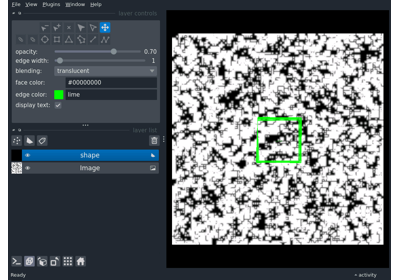 File View Plugins Window Help
layer controls
opacity: 0.70
edge width: 1
blending: translucent
face color: #00000000
edge color: lime
display text:
layer list
shape
Image
Ready
activity